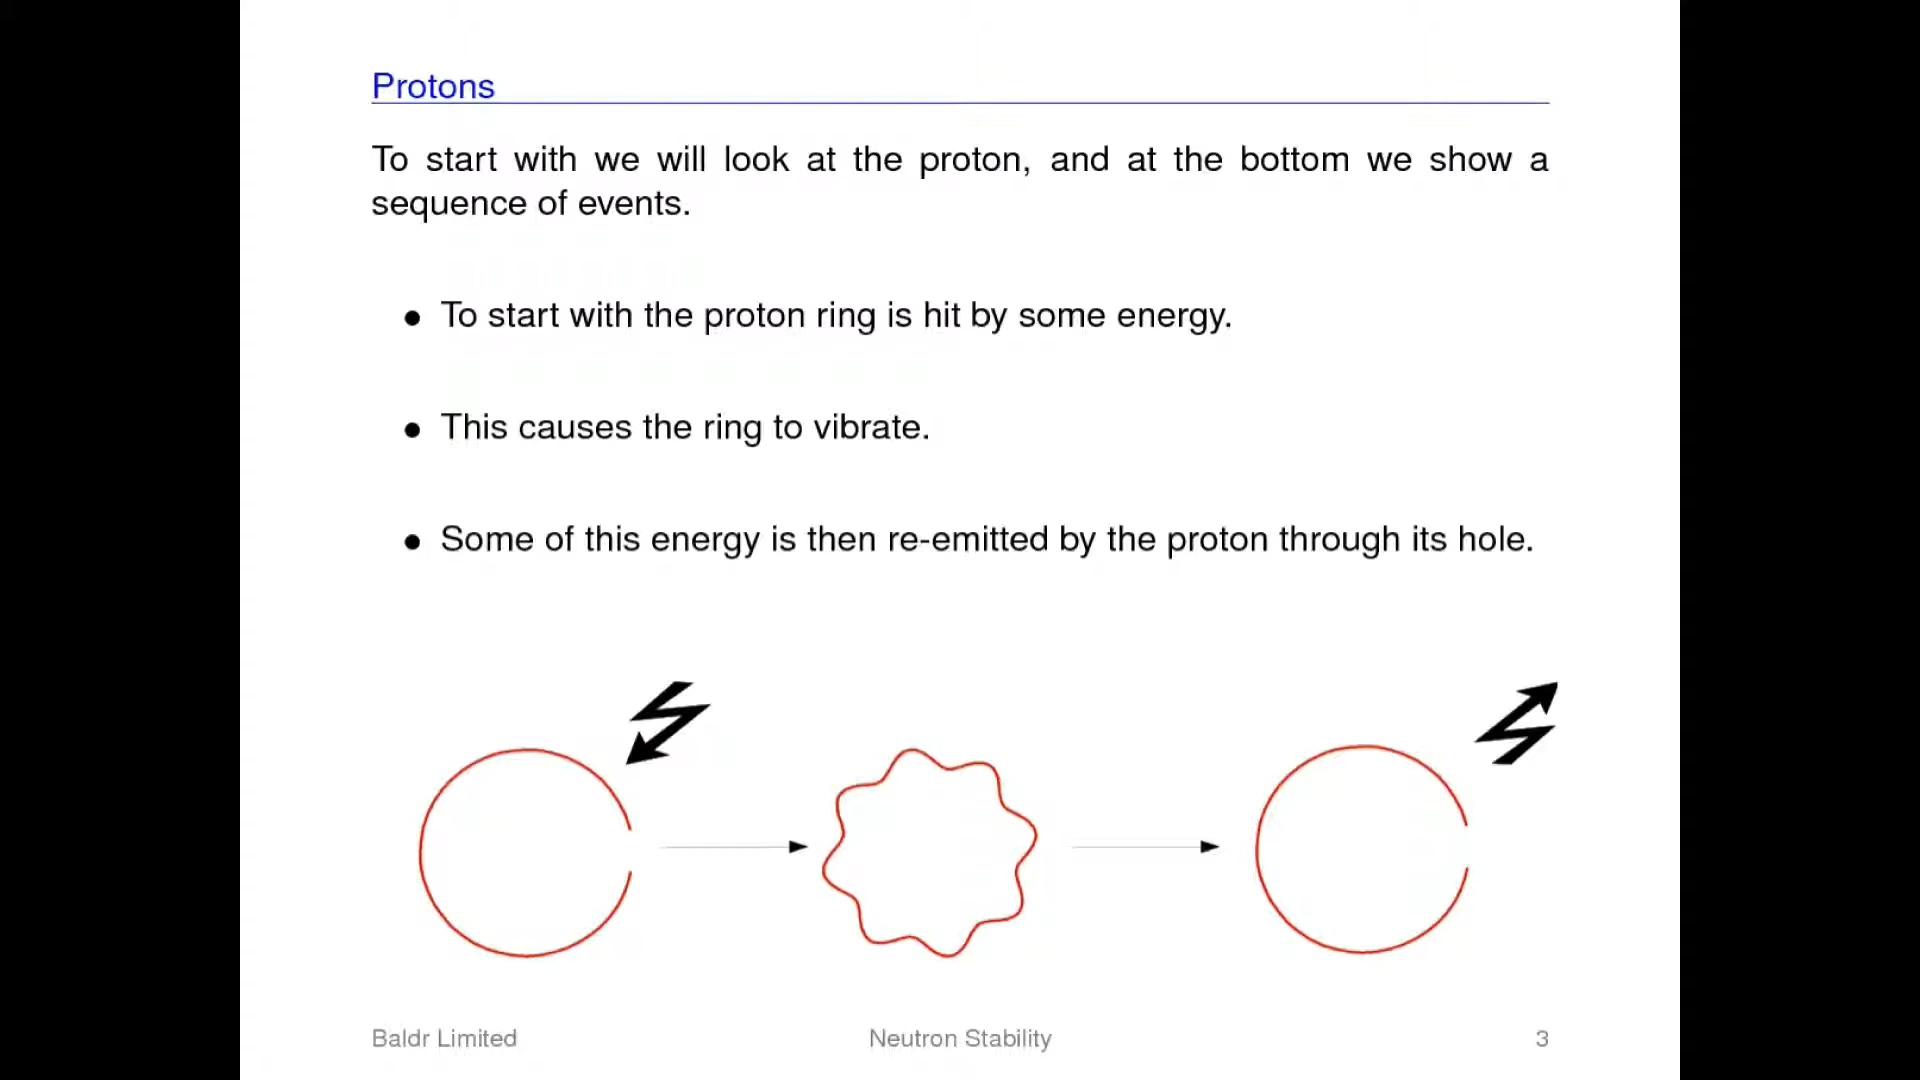 Protons
To start with we will look at the proton, and at the bottom we show a
sequence of events.
● To start with the proton ring is hit by some energy.
● This causes the ring to vibrate.
● Some of this energy is then re-emitted by the proton through its hole.
Baldr Limited
Neutron Stability
3